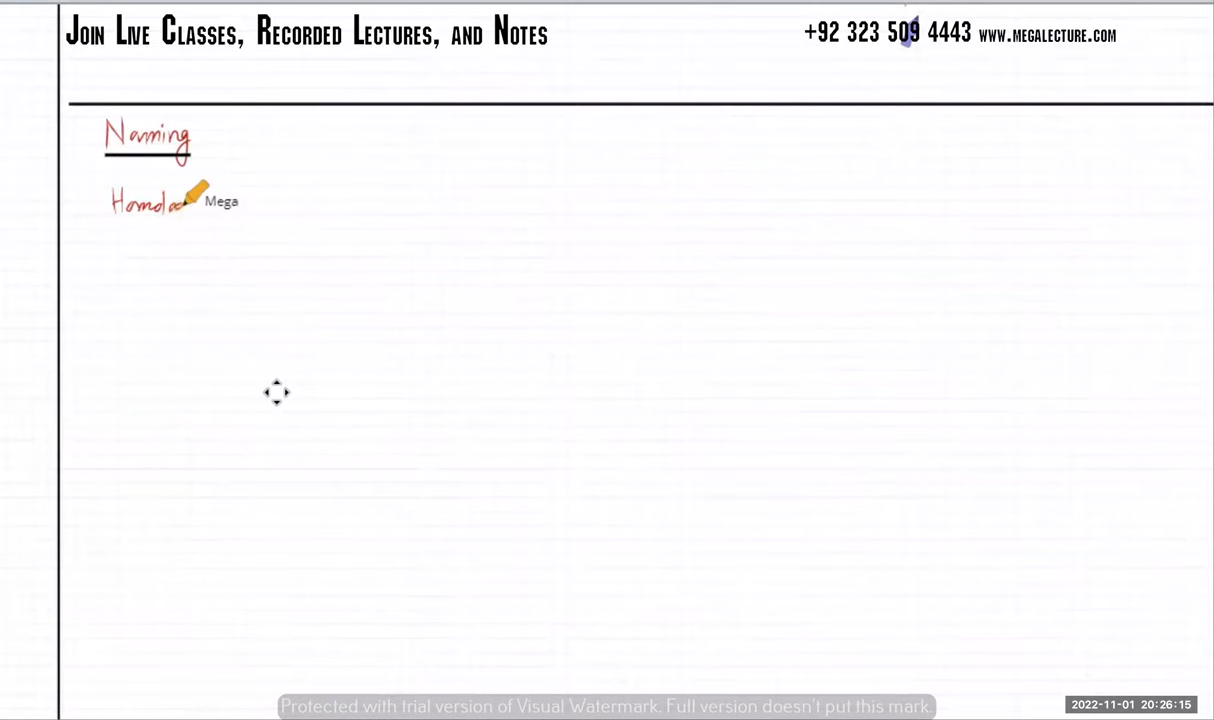 Join Live Classes, Recorded Lectures, and Notes
+92 323 509 4443 www.megalecture.com
Naming
Mega
Protected with trial version of Visual Watermark. Full version doesn't put this mark.
2022-11-01 20:26:15